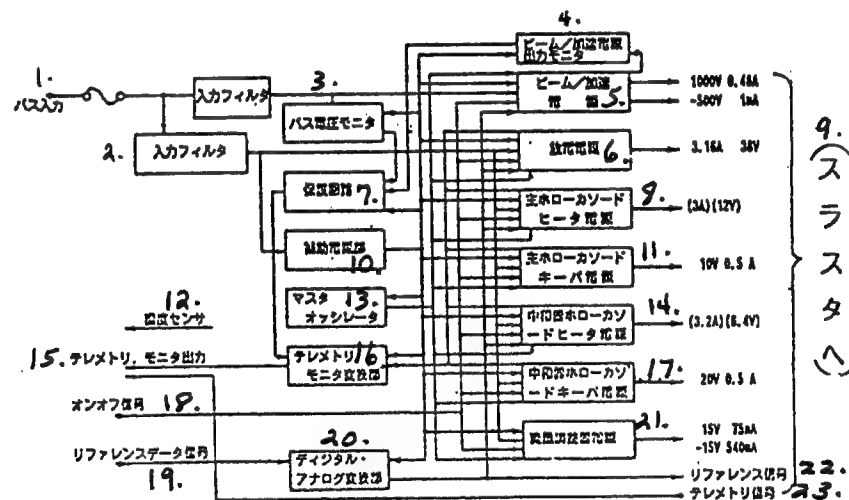 4.
ビーム/加速電源
出力モニタ
1.
バス入力
入力フィルタ
3.
ビーム/加速
電源 5.
1000V 0.48A
-500V 1mA
バス電圧モニタ
2. 入力フィルタ
放電電源
6.
3.16A 38V
9.
(スラスタへ)
保護回路
7.
主ホローカソード
ヒータ電源
8.
(3A)(12V)
補助電源部
10.
主ホローカソード
キーパ電源
11.
10V 0.5A
12.
温度センサ
マスタ 13.
オッシレータ
中和器ホローカソ
ードヒータ電源
14.
(3.2A)(6.4V)
15. テレメトリ, モニタ出力
テレメトリ 16.
モニタ変換部
中和器ホローカソ
ードキーパ電源
17.
20V 0.5A
オンオフ信号 18.
21.
15V 75mA
-15V 540mA
20.
リファレンスデータ信号
19.
ディジタル・
アナログ変換部
リファレンス信号 22.
テレメトリ信号 23.